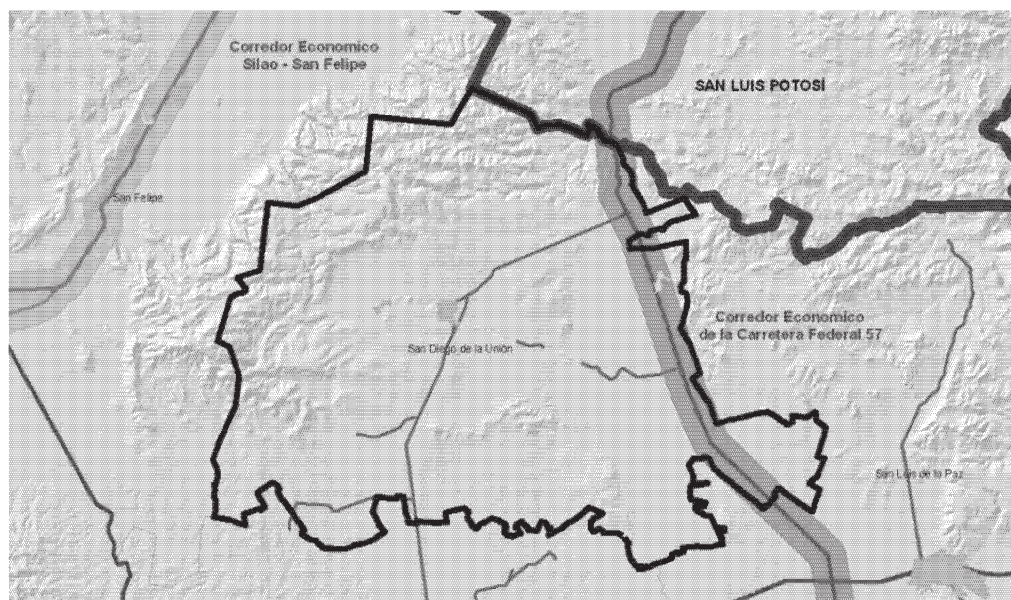 Corredor Economico
Silao - San Felipe
SAN LUIS POTOSÍ
San Felipe
Corredor Economico
de la Carretera Federal 57
San Diego de la Unión
San Luis de la Paz